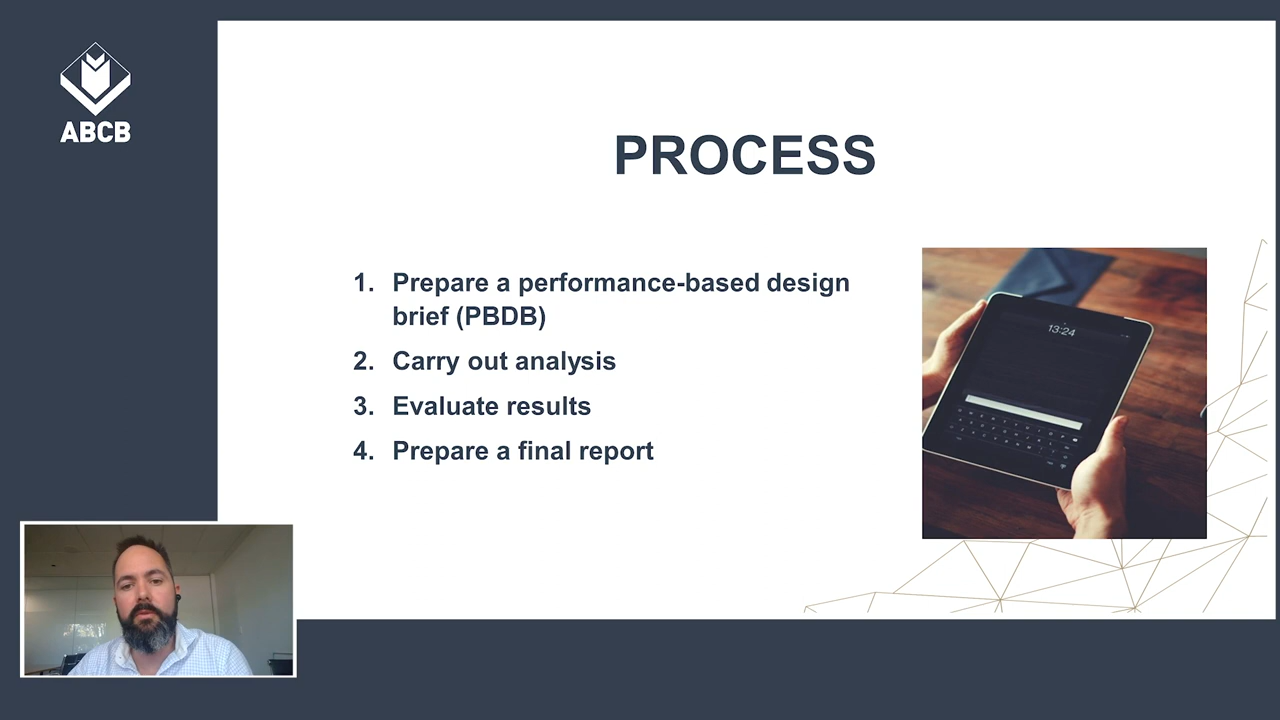 ABCB
PROCESS
1. Prepare a performance-based design
brief (PBDB)
2. Carry out analysis
3. Evaluate results
4. Prepare a final report
13:24